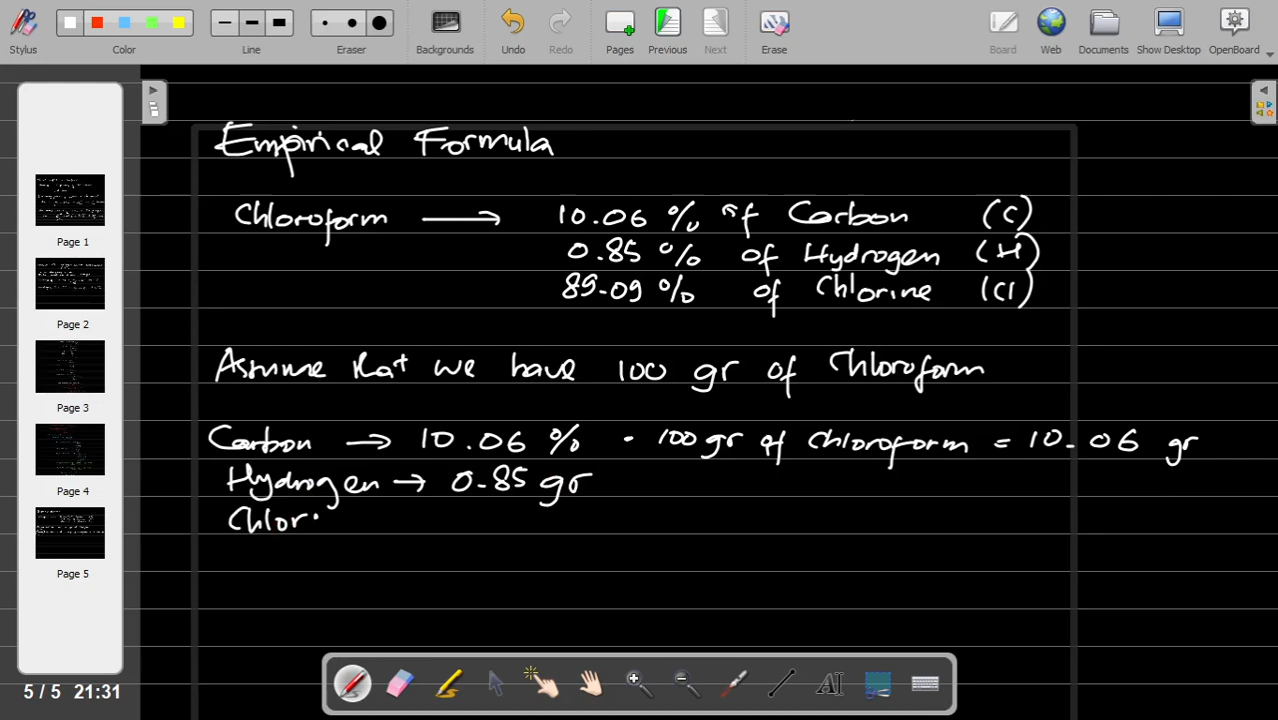 Stylus Color Line Eraser Backgrounds Undo Redo Pages Previous Next Erase Board Web Documents Show Desktop OpenBoard
Empirical Formula
Chloroform → 10.06 % of Carbon (C)
0.85 % of Hydrogen (H)
89.09 % of Chlorine (Cl)
Assume that we have 100 gr of Chloroform
Carbon → 10.06 % · 100 gr of chloroform = 10.06 gr
Hydrogen → 0.85 gr
Chlor
Page 1
Page 2
Page 3
Page 4
Page 5
5 / 5 21:31